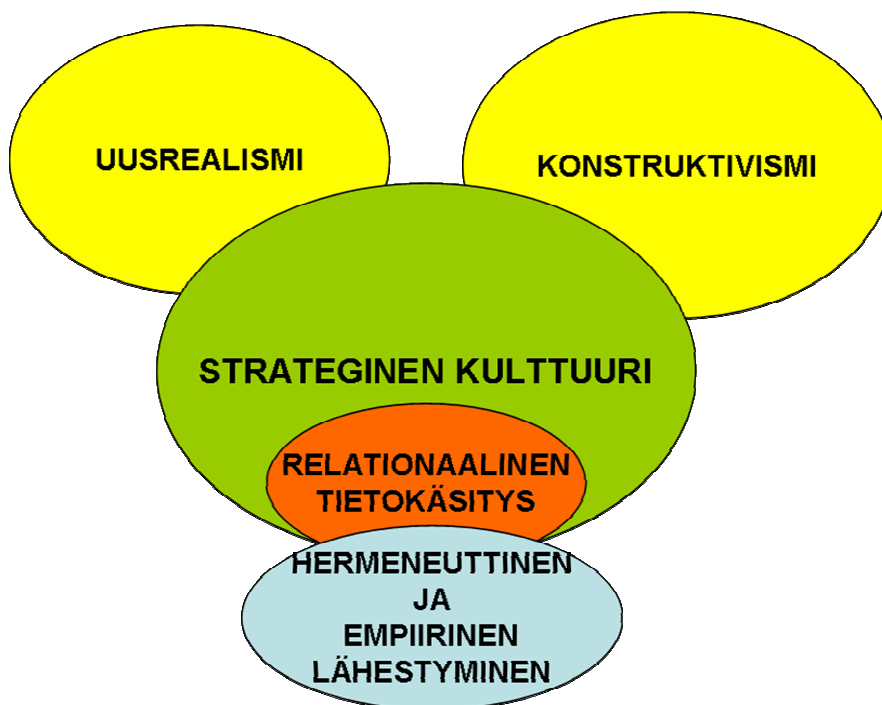 UUSREALISMI
KONSTRUKTIVISMI
STRATEGINEN KULTTUURI
RELATIONAALINEN
TIETOKÄSITYS
HERMENEUTTINEN
JA
EMPIIRINEN
LÄHESTYMINEN